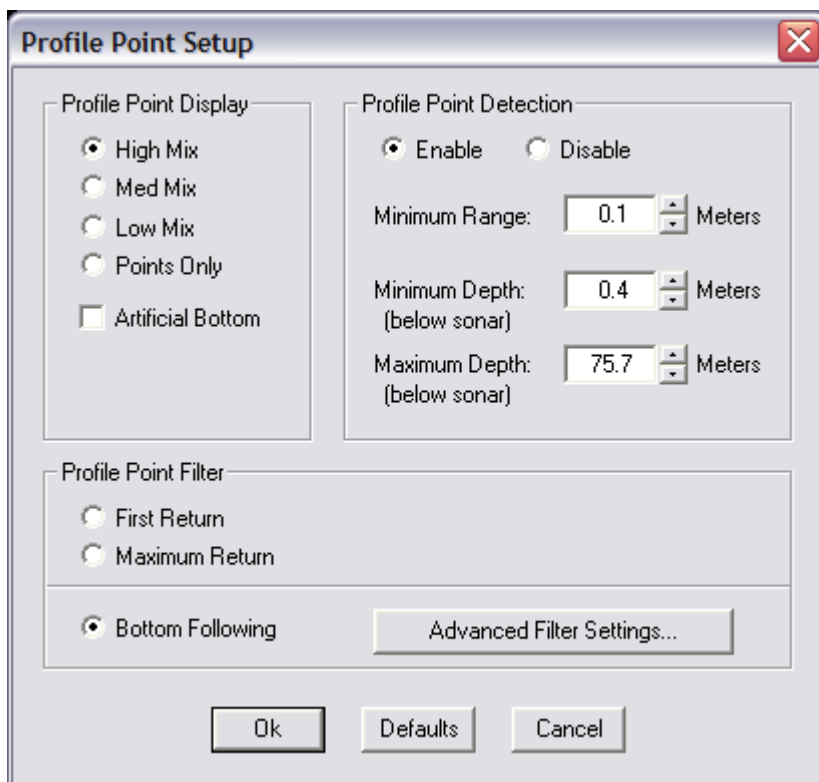 Profile Point Setup
Profile Point Display
High Mix
Med Mix
Low Mix
Points Only
Artificial Bottom
Profile Point Detection
Enable Disable
Minimum Range: 0.1 Meters
Minimum Depth: 0.4 Meters
(below sonar)
Maximum Depth: 75.7 Meters
(below sonar)
Profile Point Filter
First Return
Maximum Return
Bottom Following Advanced Filter Settings...
Ok Defaults Cancel